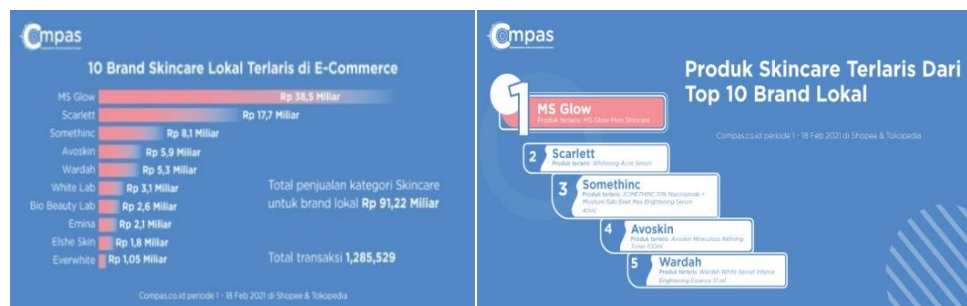 Compas
10 Brand Skincare Lokal Terlaris di E-Commerce
MS Glow Rp 38,5 Miliar
Scarlett Rp 17,7 Miliar
Somethinc Rp 8,1 Miliar
Avoskin Rp 5,9 Miliar
Wardah Rp 5,3 Miliar
White Lab Rp 3,1 Miliar
Bio Beauty Lab Rp 2,6 Miliar
Emina Rp 2,1 Miliar
Elshe Skin Rp 1,8 Miliar
Everwhite Rp 1,05 Miliar
Total penjualan kategori Skincare
untuk brand lokal Rp 91,22 Miliar
Total transaksi 1,285,529
Compas.co.id periode 1 - 18 Feb 2021 di Shopee & Tokopedia
Compas
Produk Skincare Terlaris Dari
Top 10 Brand Lokal
Compas.co.id periode 1 - 18 Feb 2021 di Shopee & Tokopedia
1
MS Glow
Produk terlaris: MS Glow Men Skincare
2 Scarlett
Produk terlaris: Whitening Acne Serum
3 Somethinc
Produk terlaris: SOMETHINC 10% Niacinamide +
Moisture Sabi Beet Max Brightening Serum
40ml
4 Avoskin
Produk terlaris: Avoskin Miraculous Refining
Toner 100ml
5 Wardah
Produk terlaris: Wardah White Secret Intense
Brightening Essence 17 ml